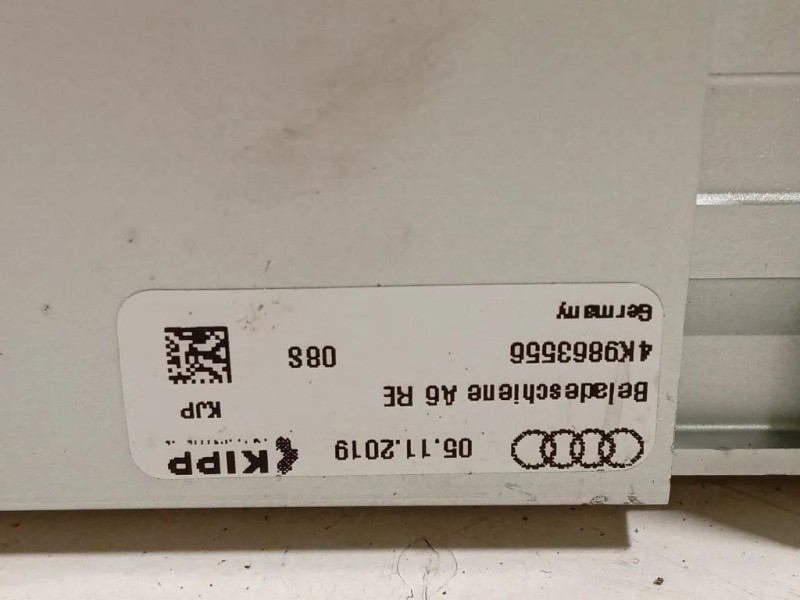 05.11.2019 KIPP
Beladeschiene A6 RE KJP
4K9863556 08S
Germany